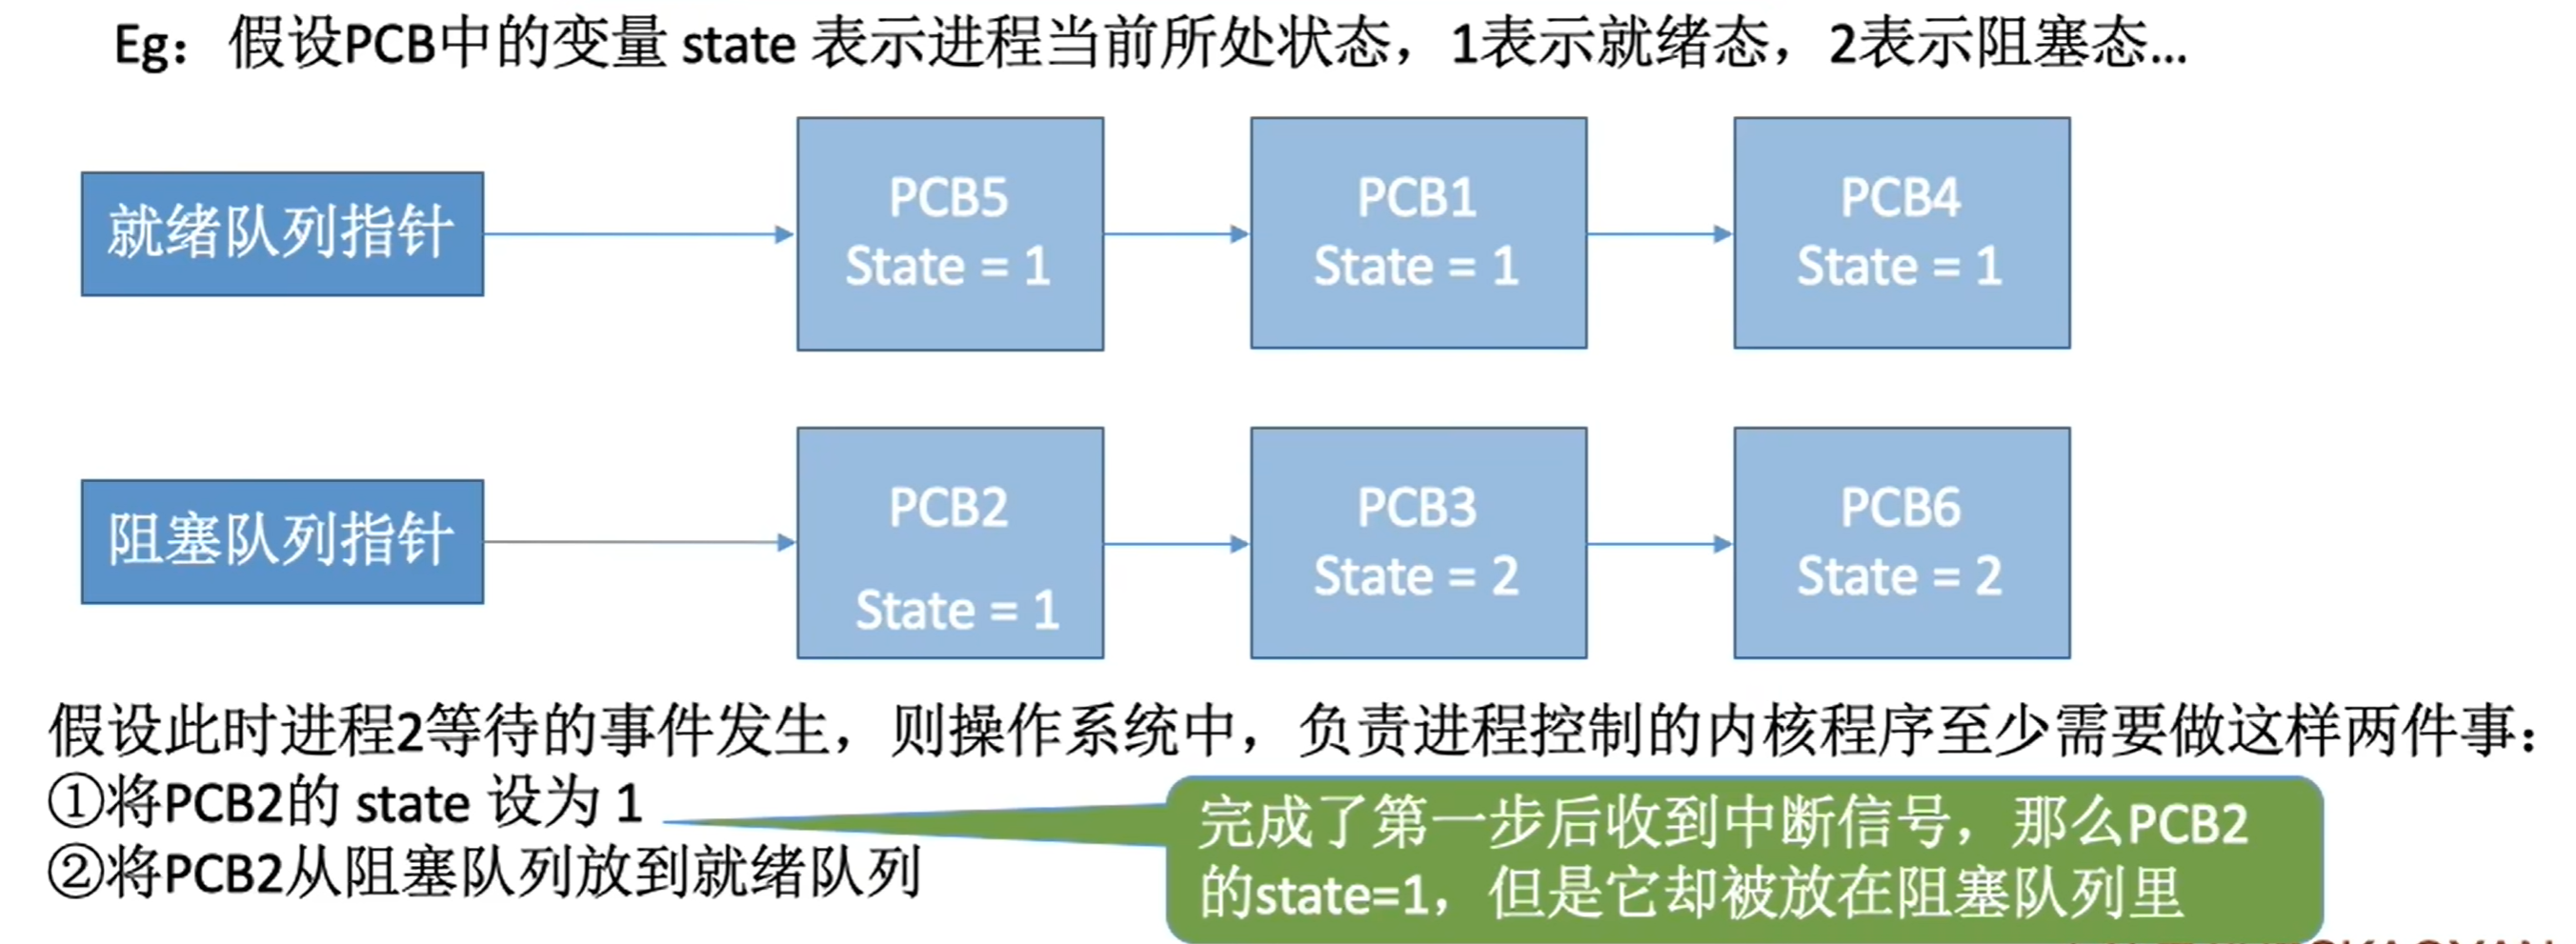 Eg：假设PCB中的变量 state 表示进程当前所处状态，1表示就绪态，2表示阻塞态...
就绪队列指针
PCB5
State = 1
PCB1
State = 1
PCB4
State = 1
阻塞队列指针
PCB2
State = 1
PCB3
State = 2
PCB6
State = 2
假设此时进程2等待的事件发生，则操作系统中，负责进程控制的内核程序至少需要做这样两件事：
①将PCB2的 state 设为 1
②将PCB2从阻塞队列放到就绪队列
完成了第一步后收到中断信号，那么PCB2
的state=1，但是它却被放在阻塞队列里